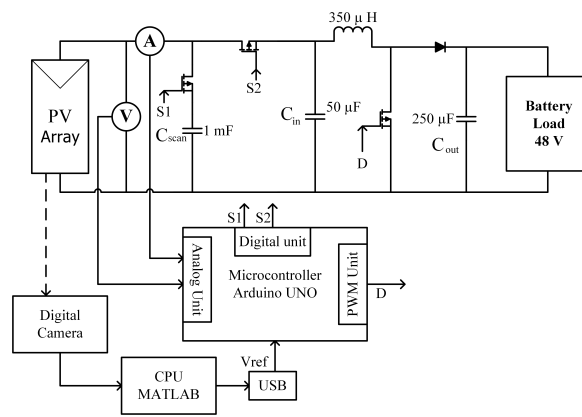 350 µ H
A
S2
PV
Array
V
S1
C_scan
1 mF
C_in
50 µF
D
250 µF
C_out
Battery
Load
48 V
S1
S2
Digital unit
Analog Unit
Microcontroller
Arduino UNO
PWM Unit
D
Digital
Camera
Vref
CPU
MATLAB
USB